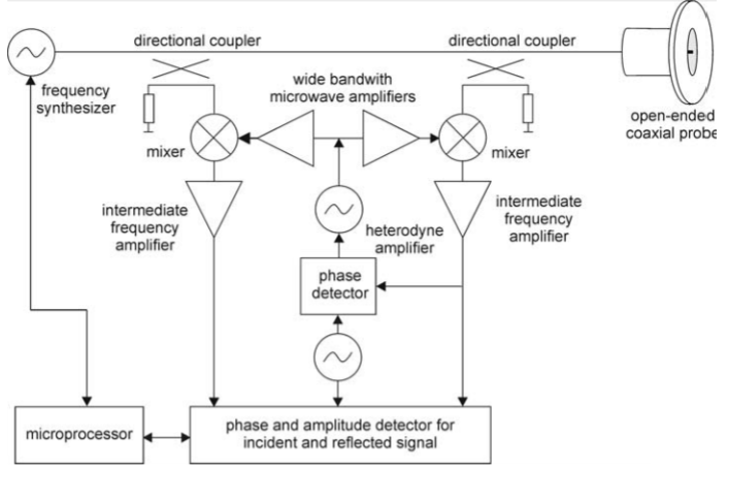 directional coupler
directional coupler
frequency
synthesizer
wide bandwith
microwave amplifiers
open-ended
coaxial probe
mixer
mixer
intermediate
frequency
amplifier
intermediate
frequency
amplifier
heterodyne
amplifier
phase
detector
microprocessor
phase and amplitude detector for
incident and reflected signal